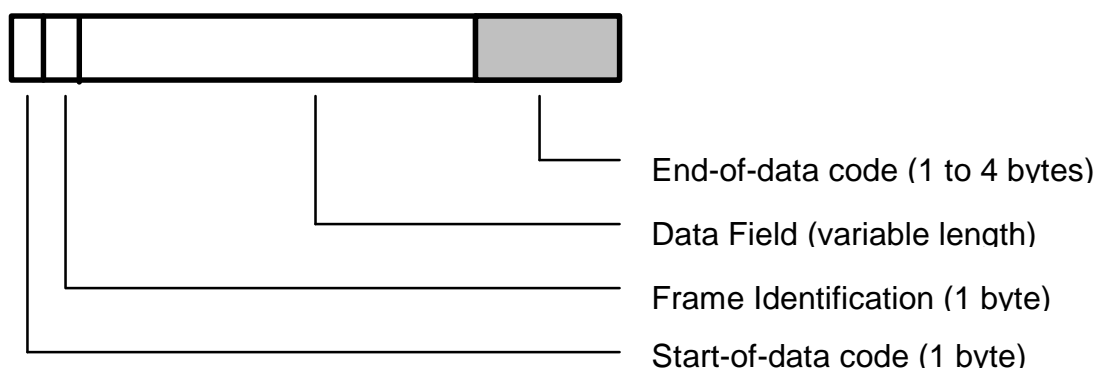 End-of-data code (1 to 4 bytes)
Data Field (variable length)
Frame Identification (1 byte)
Start-of-data code (1 byte)